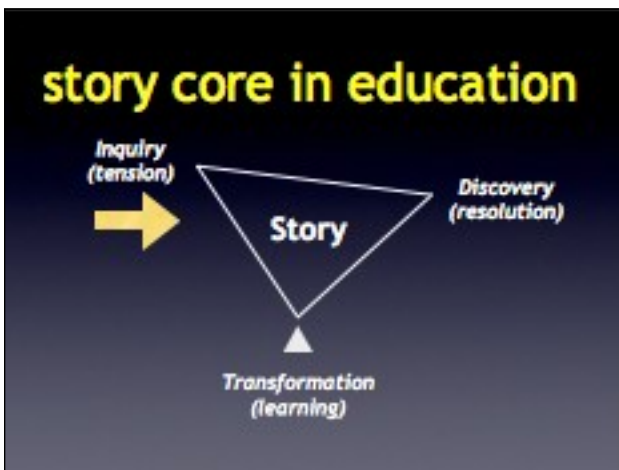 story core in education
Inquiry
(tension)
Discovery
(resolution)
Story
Transformation
(learning)